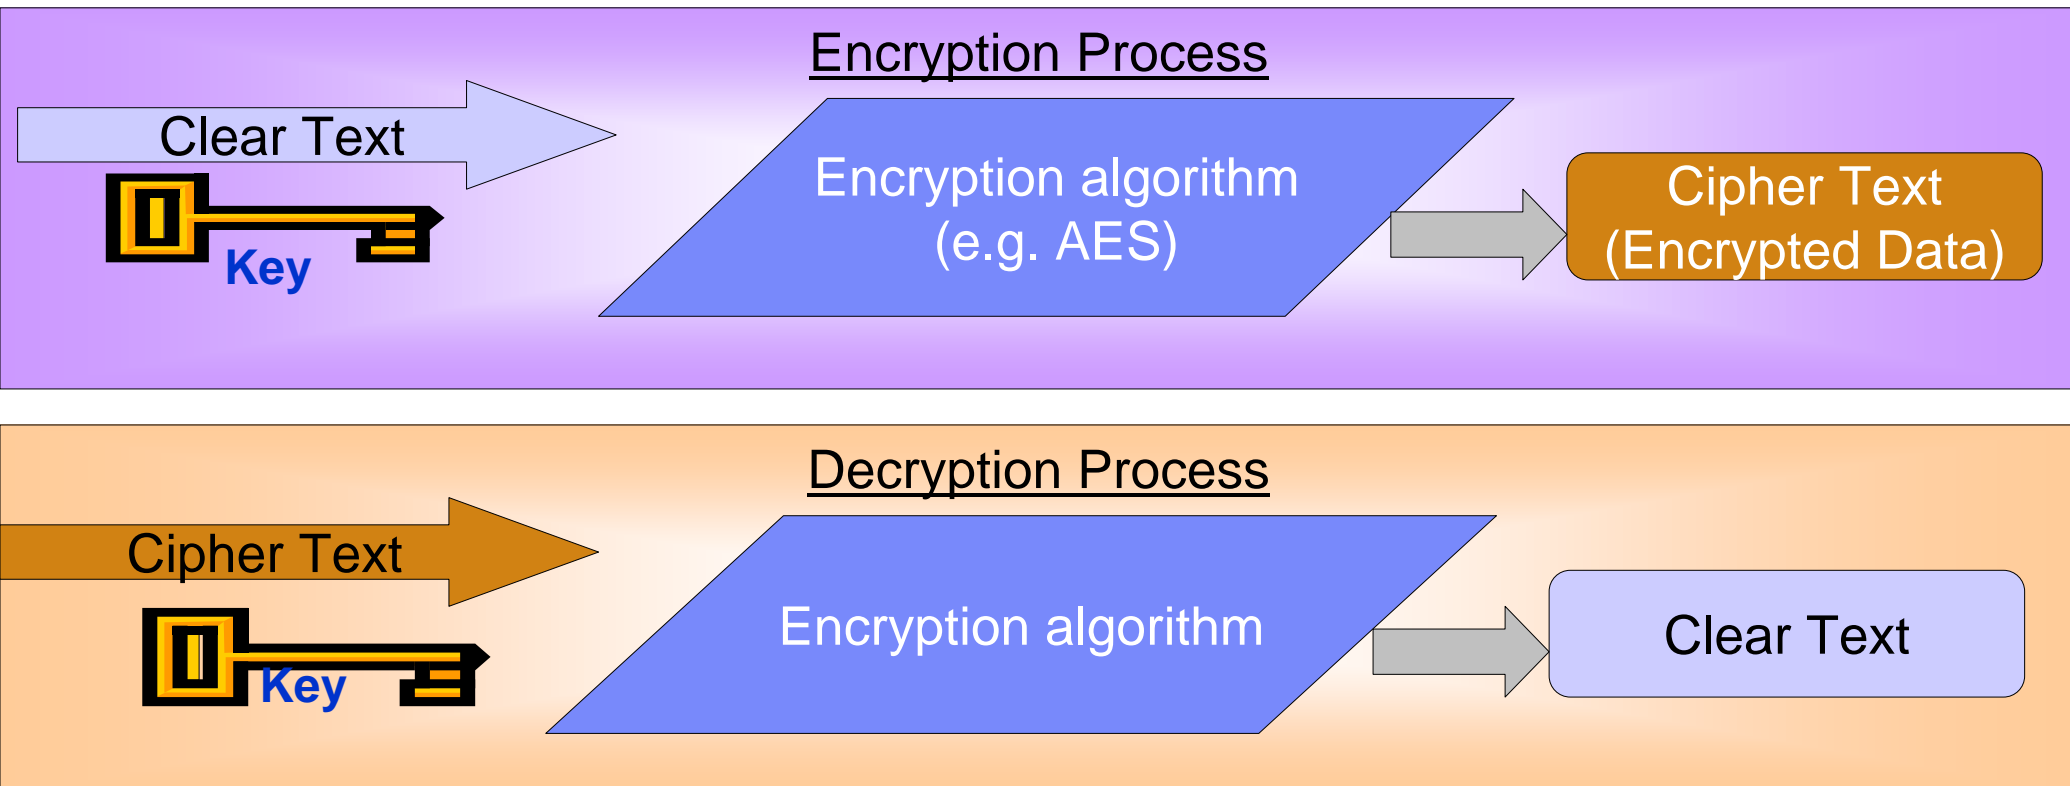 Encryption Process
Clear Text
Key
Encryption algorithm
(e.g. AES)
Cipher Text
(Encrypted Data)
Decryption Process
Cipher Text
Key
Encryption algorithm
Clear Text